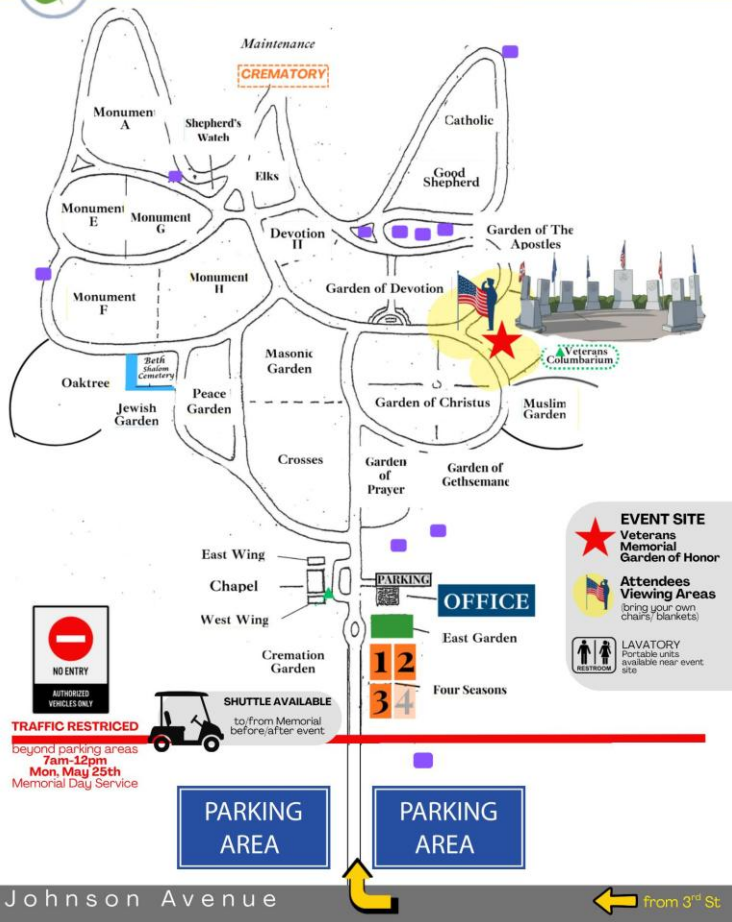 Maintenance
CREMATORY
Monument
A
Shepherd's
Watch
Catholic
Elks
Good
Shepherd
Monument
E
Monument
G
Devotion
II
Garden of The
Apostles
Monument
H
Garden of Devotion
Monument
F
Masonic
Garden
Veterans
Columbarium
Beth
Shalom
Cemetery
Oaktree
Peace
Garden
Jewish
Garden
Garden of Christus
Muslim
Garden
Crosses
Garden
of
Prayer
Garden of
Gethsemane
EVENT SITE
Veterans
Memorial
Garden of Honor
Attendees
Viewing Areas
(bring your own
chairs/ blankets)
RESTROOM
LAVATORY
Portable units
available near event
site
East Wing
Chapel
West Wing
PARKING
OFFICE
East Garden
Cremation
Garden
1 2
3 4
Four Seasons
NO ENTRY
AUTHORIZED
VEHICLES ONLY
SHUTTLE AVAILABLE
to/from Memorial
before/after event
TRAFFIC RESTRICED
beyond parking areas
7am-12pm
Mon, May 25th
Memorial Day Service
PARKING
AREA
PARKING
AREA
Johnson Avenue
from 3rd St